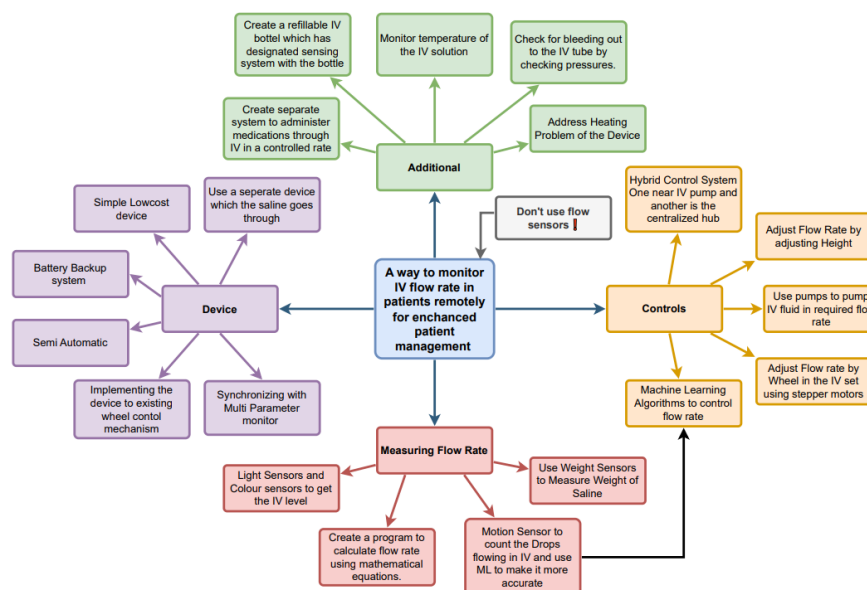 Create a refillable IV
bottel which has
designated sensing
system with the bottle
Monitor temperature of
the IV solution
Check for bleeding out
to the IV tube by
checking pressures.
Create separate
system to administer
medications through
IV in a controlled rate
Address Heating
Problem of the Device
Additional
Simple Lowcost
device
Use a seperate device
which the saline goes
through
Battery Backup
system
Device
Semi Automatic
Implementing the
device to existing
wheel contol
mechanism
Synchronizing with
Multi Parameter
monitor
Don't use flow
sensors❗
A way to monitor
IV flow rate in
patients remotely
for enchanced
patient
management
Hybrid Control System
One near IV pump and
another is the
centralized hub
Adjust Flow Rate by
adjusting Height
Controls
Use pumps to pump
IV fluid in required flow
rate
Adjust Flow rate by
Wheel in the IV set
using stepper motors
Machine Learning
Algorithms to control
flow rate
Measuring Flow Rate
Light Sensors and
Colour sensors to get
the IV level
Use Weight Sensors
to Measure Weight of
Saline
Create a program to
calculate flow rate
using mathematical
equations.
Motion Sensor to
count the Drops
flowing in IV and use
ML to make it more
accurate